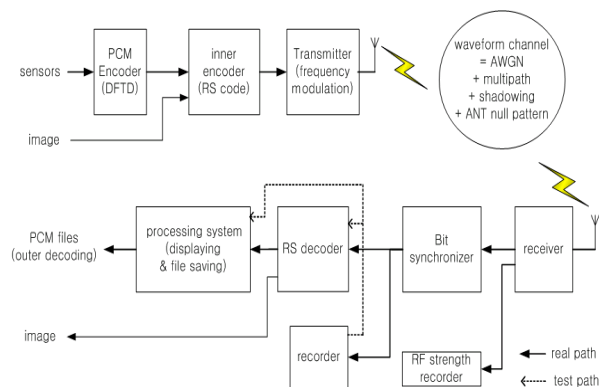 sensors
PCM
Encoder
(DFTD)
inner
encoder
(RS code)
Transmitter
(frequency
modulation)
waveform channel
= AWGN
+ multipath
+ shadowing
+ ANT null pattern
image
PCM files
(outer decoding)
processing system
(displaying
& file saving)
RS decoder
Bit
synchronizer
receiver
image
recorder
RF strength
recorder
real path
test path